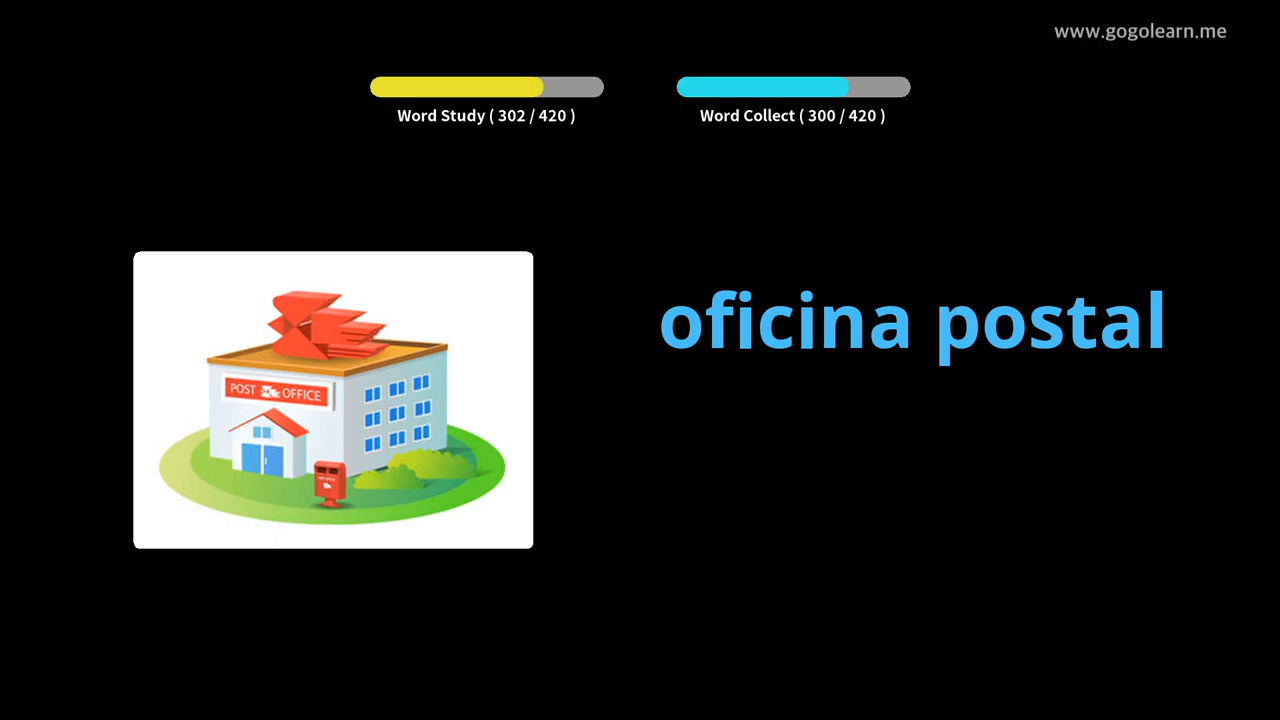 www.gogolearn.me
Word Study ( 302 / 420 )
Word Collect ( 300 / 420 )
oficina postal
POST OFFICE